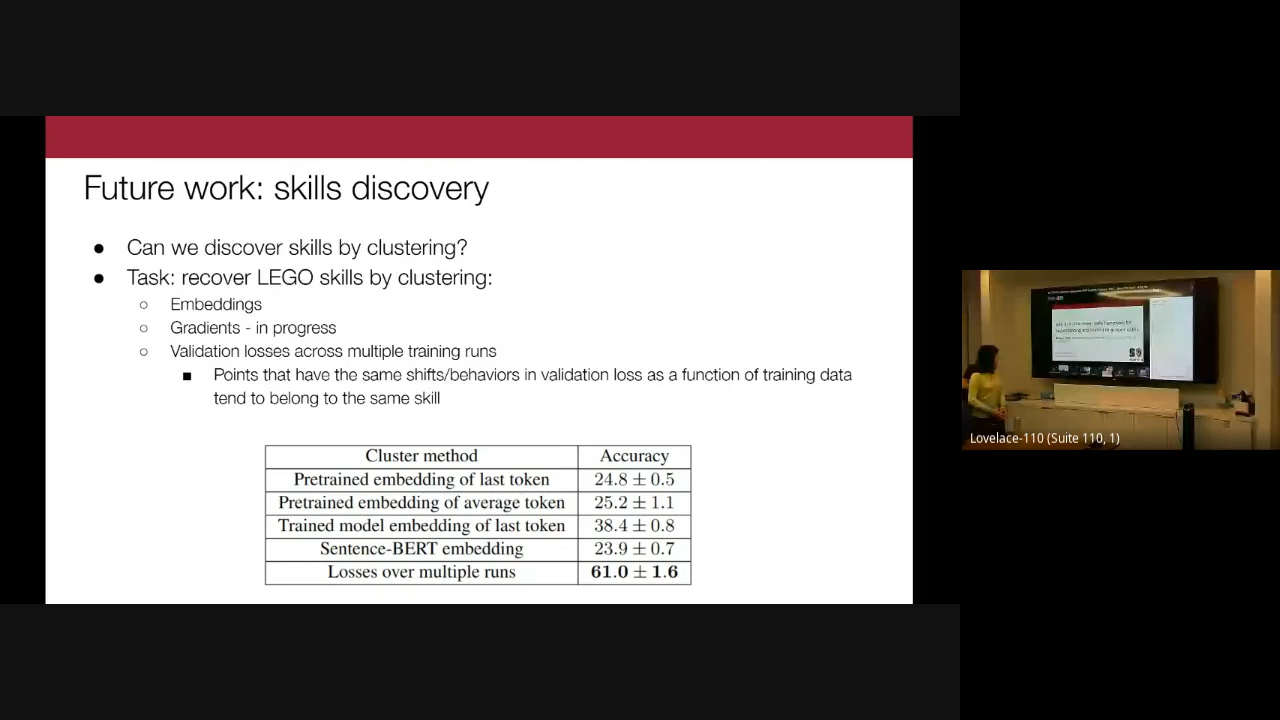 Future work: skills discovery
● Can we discover skills by clustering?
● Task: recover LEGO skills by clustering:
○ Embeddings
○ Gradients - in progress
○ Validation losses across multiple training runs
■ Points that have the same shifts/behaviors in validation loss as a function of training data
tend to belong to the same skill
Cluster method Accuracy
Pretrained embedding of last token 24.8 ± 0.5
Pretrained embedding of average token 25.2 ± 1.1
Trained model embedding of last token 38.4 ± 0.8
Sentence-BERT embedding 23.9 ± 0.7
Losses over multiple runs 61.0 ± 1.6
Lovelace-110 (Suite 110, 1)